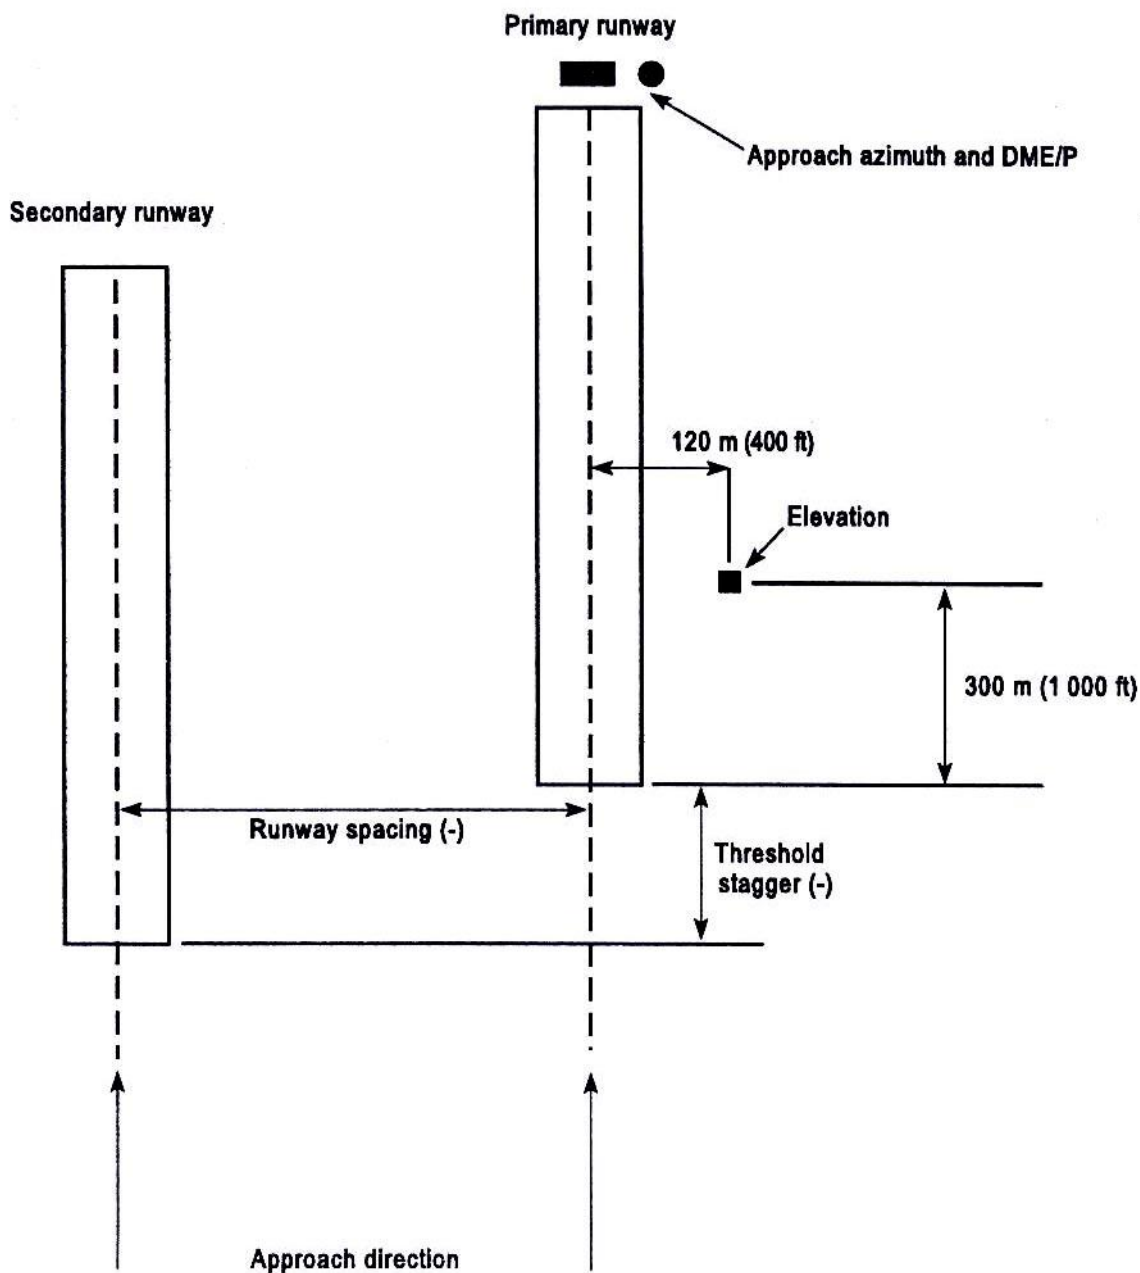 Primary runway
Approach azimuth and DME/P
Secondary runway
120 m (400 ft)
Elevation
300 m (1 000 ft)
Runway spacing (-)
Threshold
stagger (-)
Approach direction